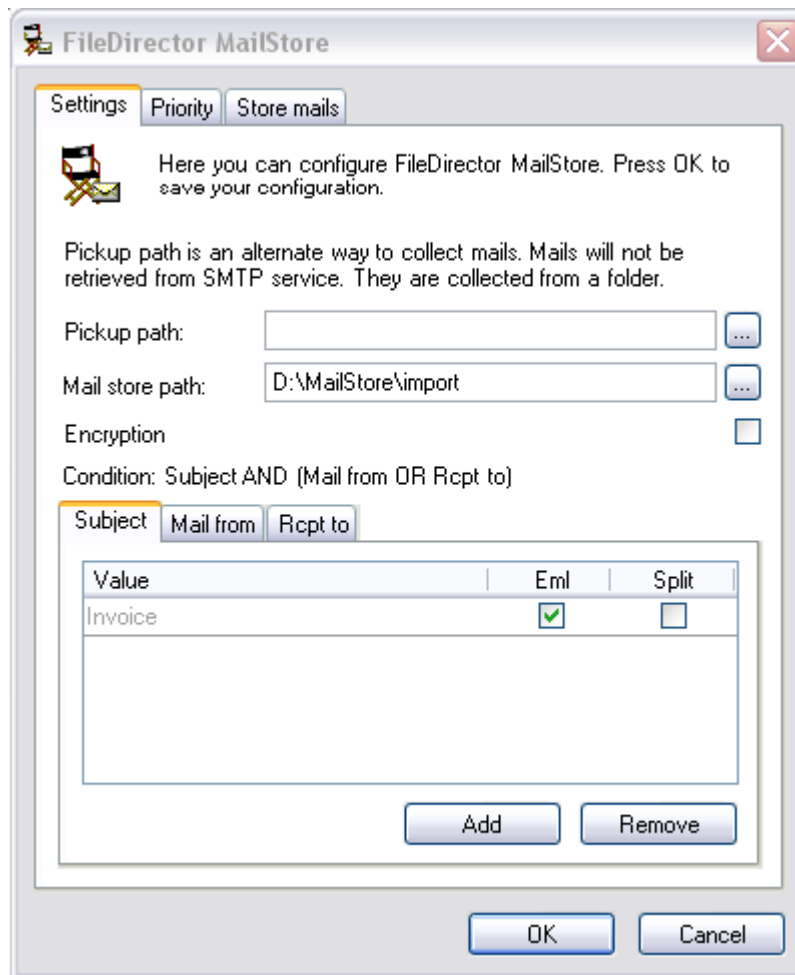 FileDirector MailStore
Settings Priority Store mails
Here you can configure FileDirector MailStore. Press OK to
save your configuration.
Pickup path is an alternate way to collect mails. Mails will not be
retrieved from SMTP service. They are collected from a folder.
Pickup path: ...
Mail store path: D:\MailStore\import ...
Encryption
Condition: Subject AND (Mail from OR Rcpt to)
Subject Mail from Rcpt to
Value Eml Split
Invoice
Add Remove
OK Cancel